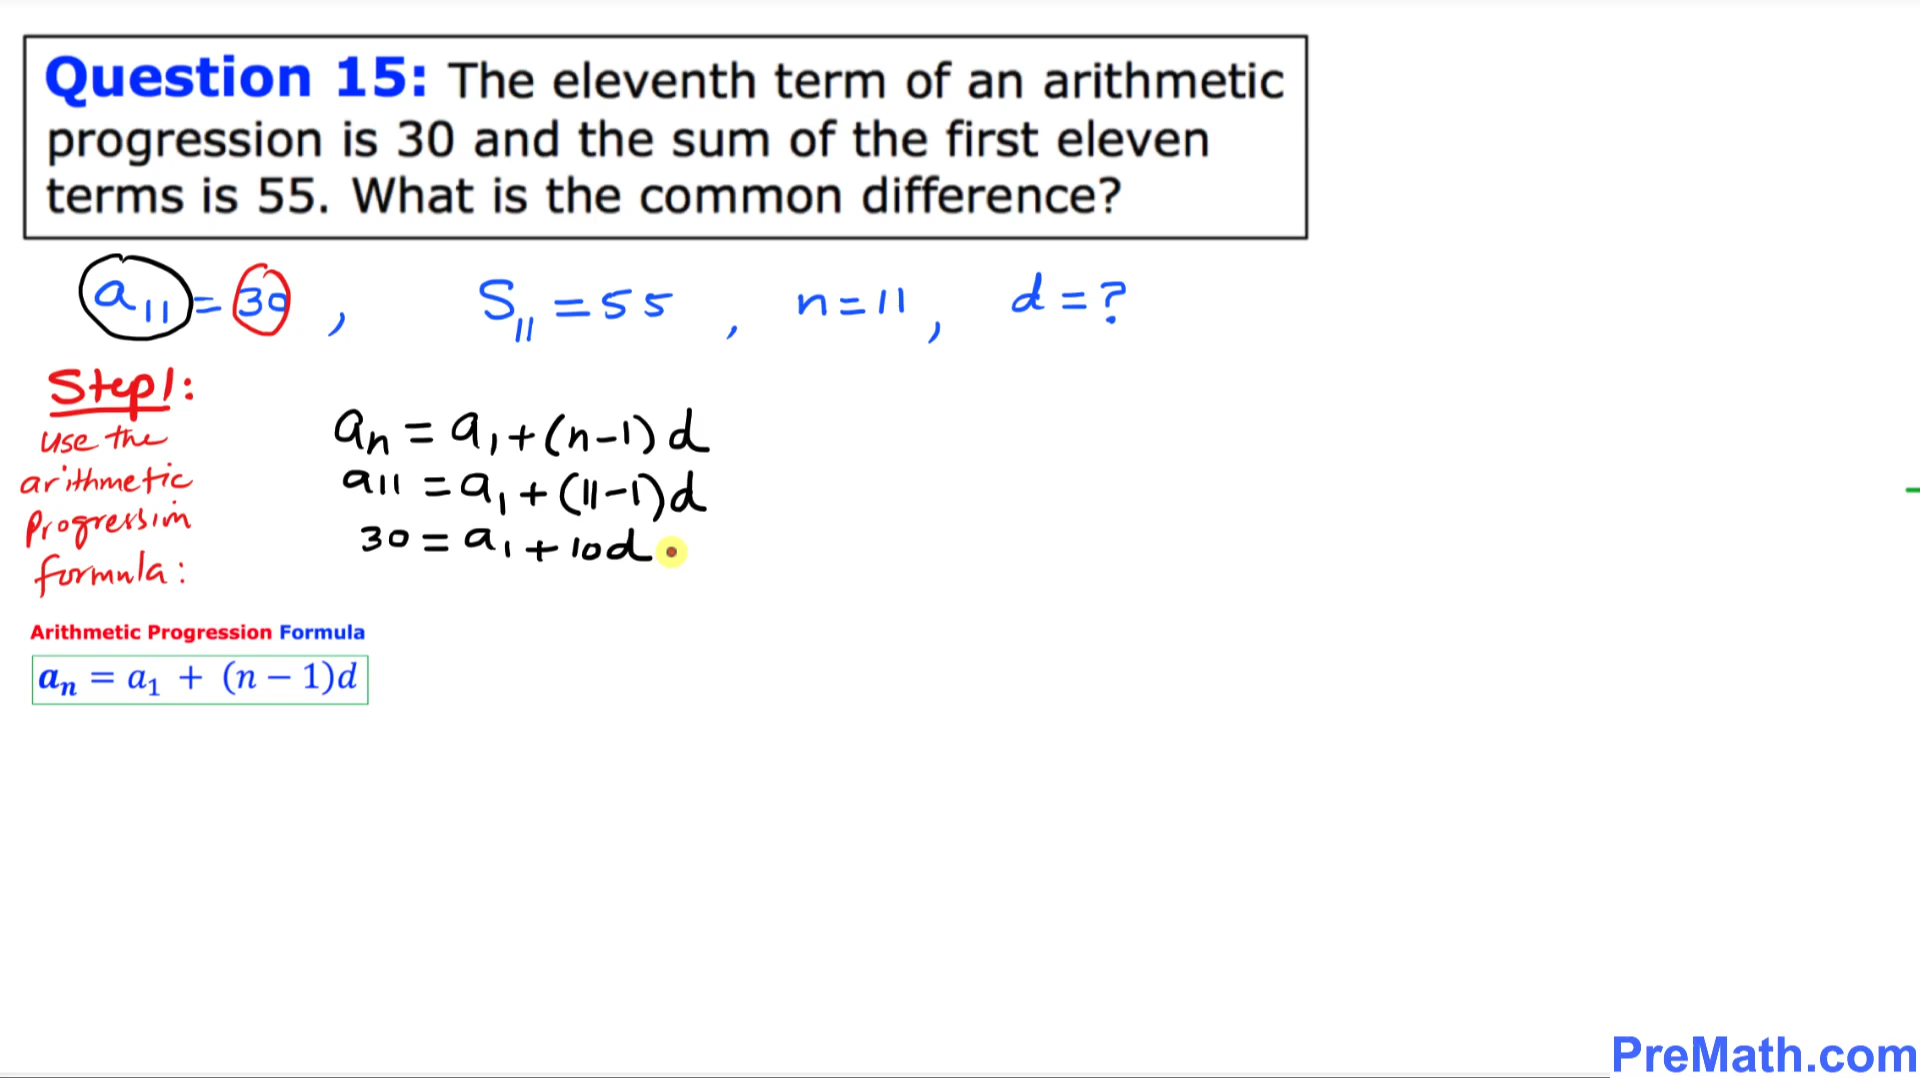 Question 15: The eleventh term of an arithmetic
progression is 30 and the sum of the first eleven
terms is 55. What is the common difference?
a₁₁ = 30 , S₁₁ = 55 , n = 11 , d = ?
Step 1:
use the
arithmetic
Progression
formula:
aₙ = a₁ + (n-1) d
a11 = a₁ + (11-1)d
30 = a₁ + 10d
Arithmetic Progression Formula
aₙ = a₁ + (n − 1)d
PreMath.com